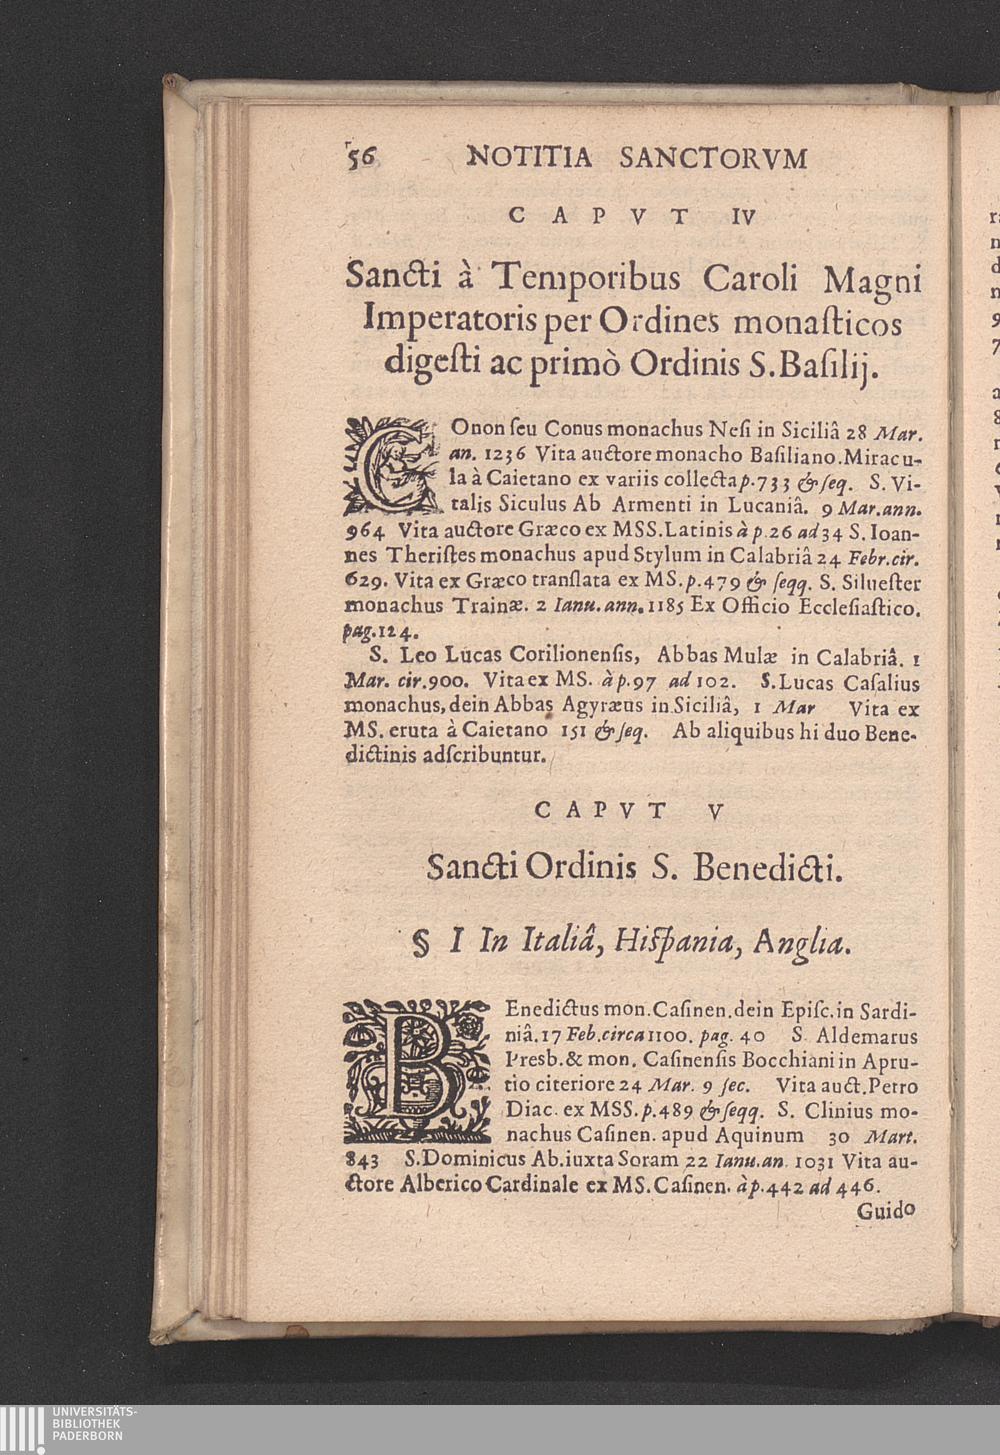 56 NOTITIA SANCTORVM
CAPVT IV
Sancti à Temporibus Caroli Magni
Imperatoris per Ordines monaſticos
digeſti ac primò Ordinis S. Baſilij.
COnon ſeu Conus monachus Neſi in Siciliâ 28 Mar.
an. 1236 Vita auctore monacho Baſiliano. Miracu-
la à Caietano ex variis collecta p. 733 & ſeq. S. Vi-
talis Siculus Ab Armenti in Lucaniâ. 9 Mar. ann.
964 Vita auctore Græco ex MSS. Latinis à p. 26 ad 34 S. Ioan-
nes Theriſtes monachus apud Stylum in Calabriâ 24 Febr. cir.
629. Vita ex Græco tranſlata ex MS. p. 479 & ſeqq. S. Silueſter
monachus Trainæ. 2 Ianu. ann. 1185 Ex Officio Eccleſiaſtico.
pag. 124.
S. Leo Lucas Corilionenſis, Abbas Mulæ in Calabriâ. 1
Mar. cir. 900. Vita ex MS. à p. 97 ad 102. S. Lucas Caſalius
monachus, dein Abbas Agyræus in Siciliâ, 1 Mar Vita ex
MS. eruta à Caietano 151 & ſeq. Ab aliquibus hi duo Bene-
dictinis adſcribuntur.
CAPVT V
Sancti Ordinis S. Benedicti.
§ I In Italiâ, Hiſpania, Anglia.
BEnedictus mon. Caſinen. dein Epiſc. in Sardi-
niâ. 17 Feb. circa 1100. pag. 40 S. Aldemarus
Presb. & mon. Caſinenſis Bocchiani in Apru-
tio citeriore 24 Mar. 9 ſec. Vita auct. Petro
Diac. ex MSS. p. 489 & ſeqq. S. Clinius mo-
nachus Caſinen. apud Aquinum 30 Mart.
843 S. Dominicus Ab. iuxta Soram 22 Ianu. an. 1031 Vita au-
ctore Alberico Cardinale ex MS. Caſinen. à p. 442 ad 446.
Guido
UNIVERSITÄTS-
BIBLIOTHEK
PADERBORN